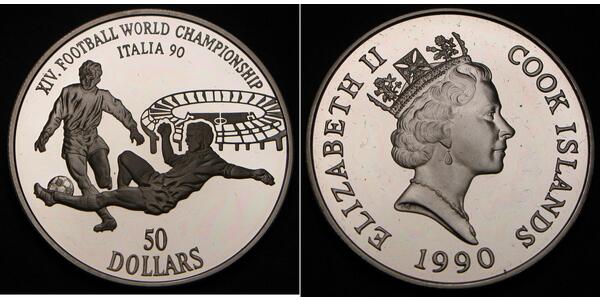 XIV. FOOTBALL WORLD CHAMPIONSHIP
ITALIA 90
50
DOLLARS
ELIZABETH II
COOK ISLANDS
1990